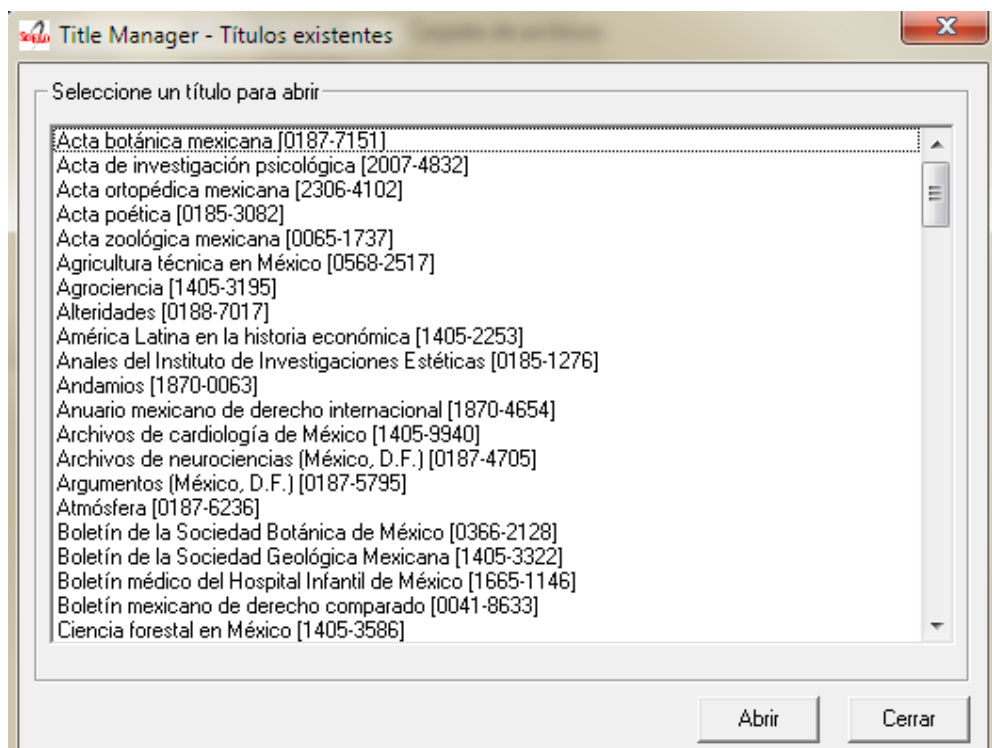 SciELO Title Manager - Títulos existentes
Seleccione un título para abrir
Acta botánica mexicana [0187-7151]
Acta de investigación psicológica [2007-4832]
Acta ortopédica mexicana [2306-4102]
Acta poética [0185-3082]
Acta zoológica mexicana [0065-1737]
Agricultura técnica en México [0568-2517]
Agrociencia [1405-3195]
Alteridades [0188-7017]
América Latina en la historia económica [1405-2253]
Anales del Instituto de Investigaciones Estéticas [0185-1276]
Andamios [1870-0063]
Anuario mexicano de derecho internacional [1870-4654]
Archivos de cardiología de México [1405-9940]
Archivos de neurociencias (México, D.F.) [0187-4705]
Argumentos (México, D.F.) [0187-5795]
Atmósfera [0187-6236]
Boletín de la Sociedad Botánica de México [0366-2128]
Boletín de la Sociedad Geológica Mexicana [1405-3322]
Boletín médico del Hospital Infantil de México [1665-1146]
Boletín mexicano de derecho comparado [0041-8633]
Ciencia forestal en México [1405-3586]
Abrir Cerrar